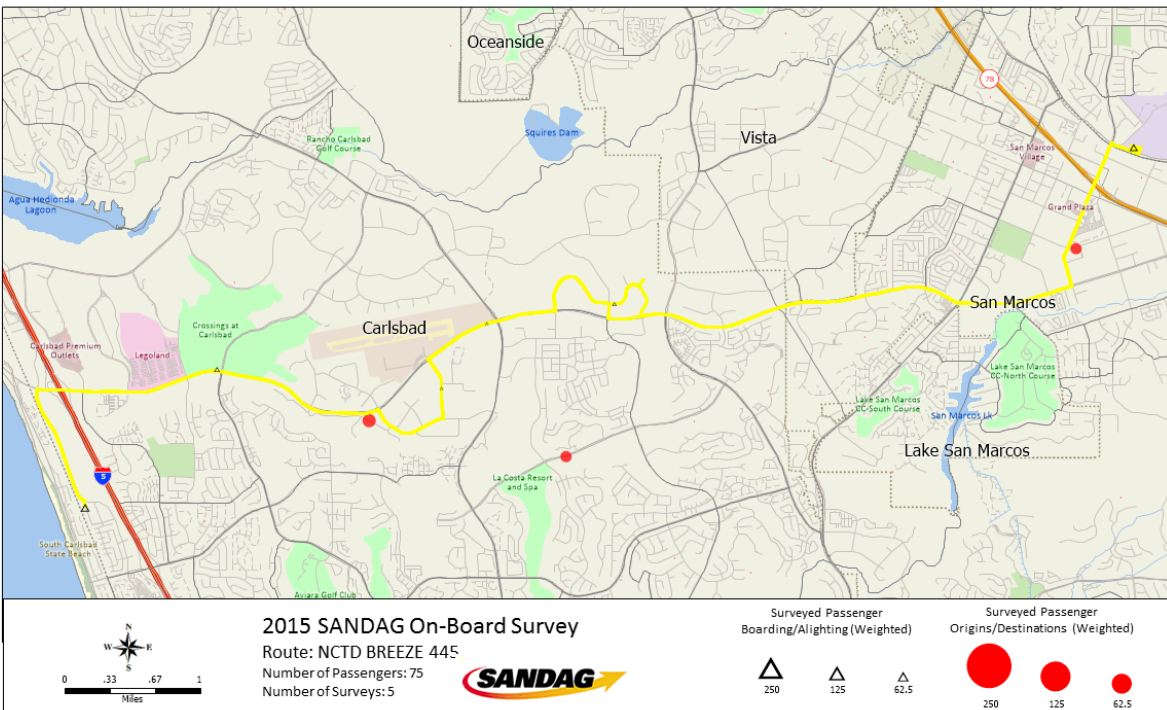 Oceanside
78
Rancho Carlsbad
Golf Course
Squires Dam
Vista
San Marcos
Village
Agua Hedionda
Lagoon
Grand Plaza
Crossings at
Carlsbad
Carlsbad
San Marcos
Carlsbad Premium
Outlets
Legoland
Lake San Marcos
CC-North Course
Lake San Marcos
CC-South Course
San Marcos Lk
Lake San Marcos
5
La Costa Resort
and Spa
South Carlsbad
State Beach
Aviara Golf Club
N
W E
S
0 .33 .67 1
Miles
2015 SANDAG On-Board Survey
Route: NCTD BREEZE 445
Number of Passengers: 75
Number of Surveys: 5
SANDAG
Surveyed Passenger
Boarding/Alighting (Weighted)
250 125 62.5
Surveyed Passenger
Origins/Destinations (Weighted)
250 125 62.5